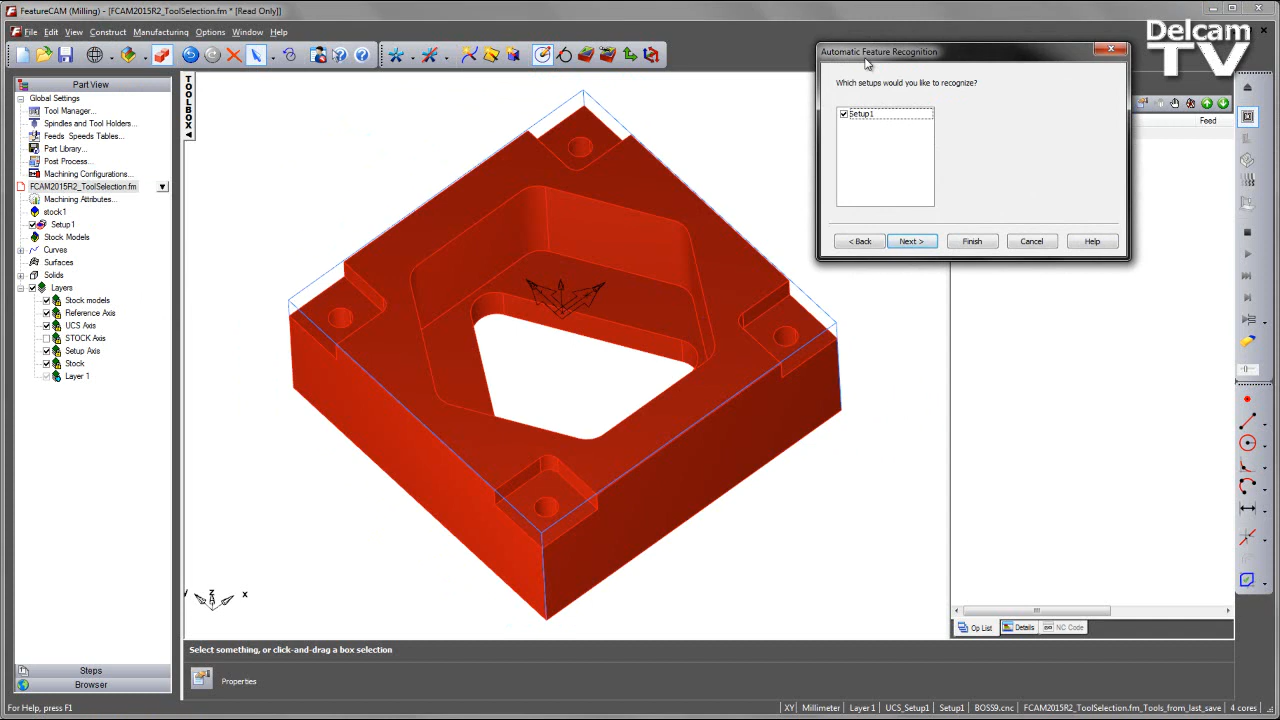 FeatureCAM (Milling) - [FCAM2015R2_ToolSelection.fm * [Read Only]]
File Edit View Construct Manufacturing Options Window Help
Delcam
TV
Part View
Global Settings
Tool Manager...
Spindles and Tool Holders...
Feeds Speeds Tables...
Part Library...
Post Process...
Machining Configurations...
FCAM2015R2_ToolSelection.fm
Machining Attributes...
stock1
Setup1
Stock Models
Curves
Surfaces
Solids
Layers
Stock models
Reference Axis
UCS Axis
STOCK Axis
Setup Axis
Stock
Layer 1
Steps
Browser
TOOLBOX
Automatic Feature Recognition
Which setups would you like to recognize?
Setup1
< Back Next > Finish Cancel Help
Feed
Z
Y X
Op List Details NC Code
Select something, or click-and-drag a box selection
Properties
For Help, press F1
XY Millimeter Layer 1 UCS_Setup1 Setup1 BOSS9.cnc FCAM2015R2_ToolSelection.fm_Tools_from_last_save 4 cores